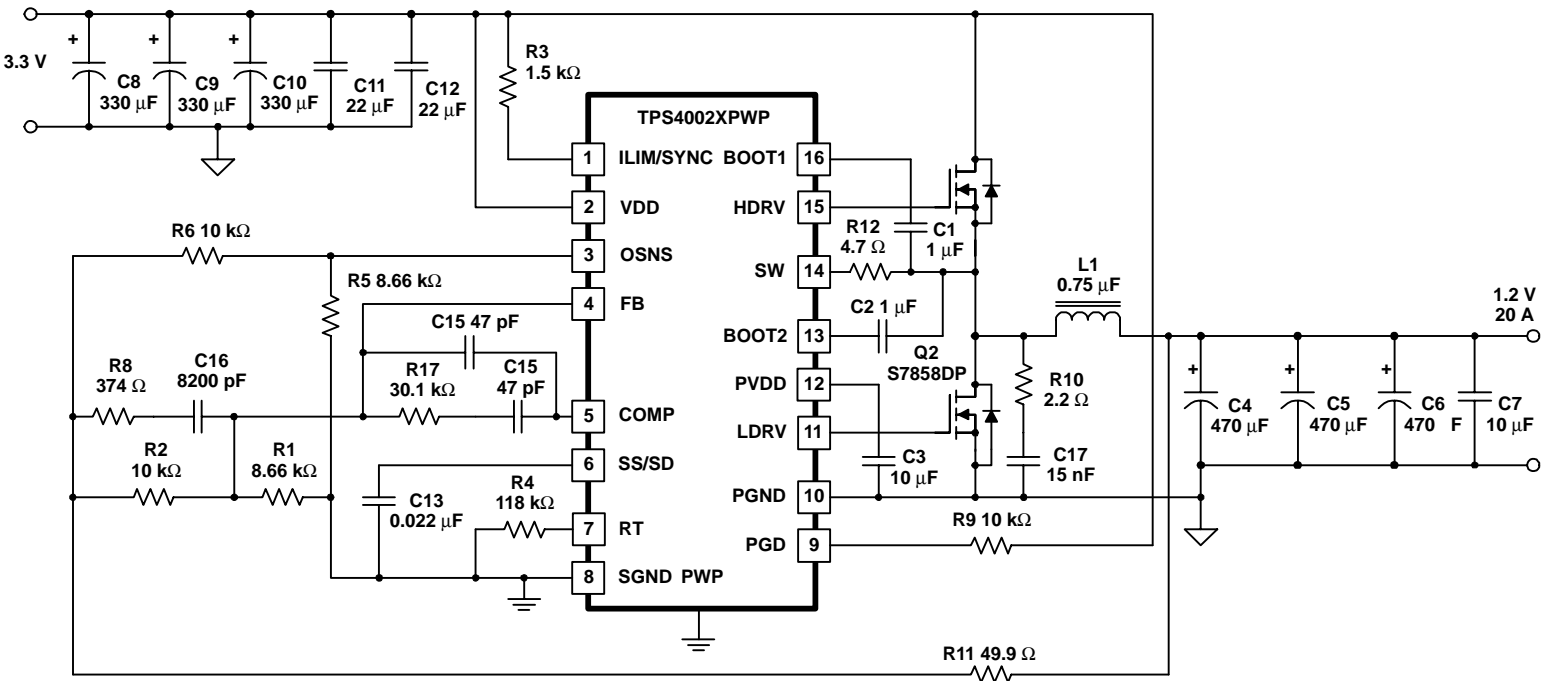 3.3 V
+
C8
330 μF
+
C9
330 μF
+
C10
330 μF
C11
22 μF
C12
22 μF
R3
1.5 kΩ
TPS4002XPWP
1 ILIM/SYNC
BOOT1 16
2 VDD
HDRV 15
3 OSNS
SW 14
4 FB
BOOT2 13
PVDD 12
5 COMP
LDRV 11
6 SS/SD
PGND 10
7 RT
PGD 9
8 SGND PWP
R6 10 kΩ
R5 8.66 kΩ
C15 47 pF
R8
374 Ω
C16
8200 pF
R17
30.1 kΩ
C15
47 pF
R2
10 kΩ
R1
8.66 kΩ
C13
0.022 μF
R4
118 kΩ
R12
4.7 Ω
C1
1 μF
C2 1 μF
Q2
S7858DP
C3
10 μF
L1
0.75 μF
R10
2.2 Ω
C17
15 nF
R9 10 kΩ
R11 49.9 Ω
1.2 V
20 A
+
C4
470 μF
+
C5
470 μF
+
C6
470 F
C7
10 μF